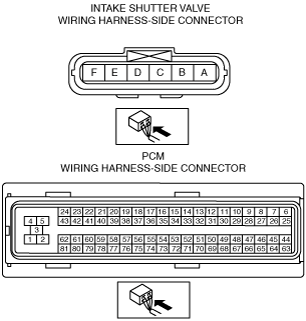 INTAKE SHUTTER VALVE
WIRING HARNESS-SIDE CONNECTOR
F E D C B A
PCM
WIRING HARNESS-SIDE CONNECTOR
24 23 22 21 20 19 18 17 16 15 14 13 12 11 10 9 8 7 6
4 5 43 42 41 40 39 38 37 36 35 34 33 32 31 30 29 28 27 26 25
3
1 2 62 61 60 59 58 57 56 55 54 53 52 51 50 49 48 47 46 45 44
81 80 79 78 77 76 75 74 73 72 71 70 69 68 67 66 65 64 63